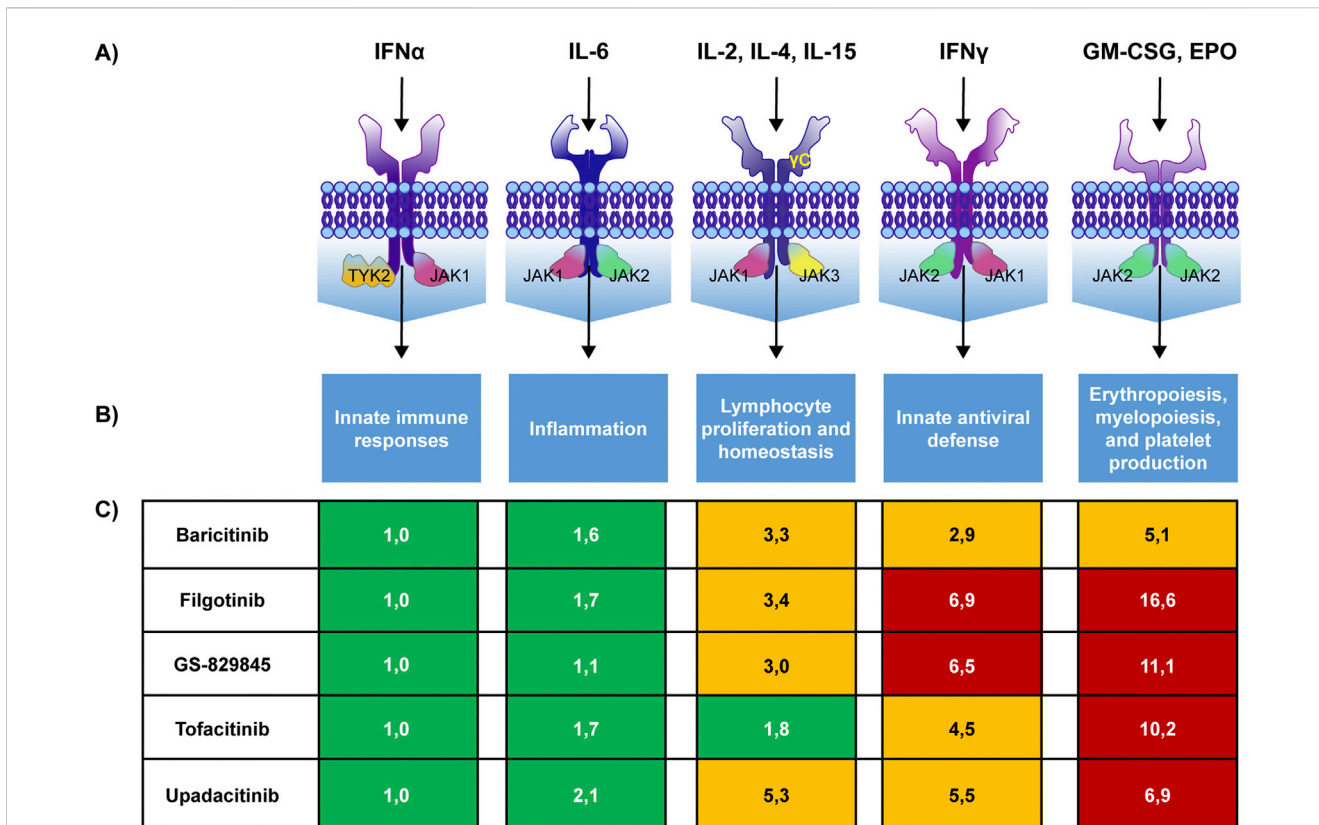 A)
IFNα
IL-6
IL-2, IL-4, IL-15
IFNγ
GM-CSG, EPO
γC
TYK2
JAK1
JAK1
JAK2
JAK1
JAK3
JAK2
JAK1
JAK2
JAK2
B)
Innate immune
responses
Inflammation
Lymphocyte
proliferation and
homeostasis
Innate antiviral
defense
Erythropoiesis,
myelopoiesis,
and platelet
production
C)
Baricitinib 1,0 1,6 3,3 2,9 5,1
Filgotinib 1,0 1,7 3,4 6,9 16,6
GS-829845 1,0 1,1 3,0 6,5 11,1
Tofacitinib 1,0 1,7 1,8 4,5 10,2
Upadacitinib 1,0 2,1 5,3 5,5 6,9